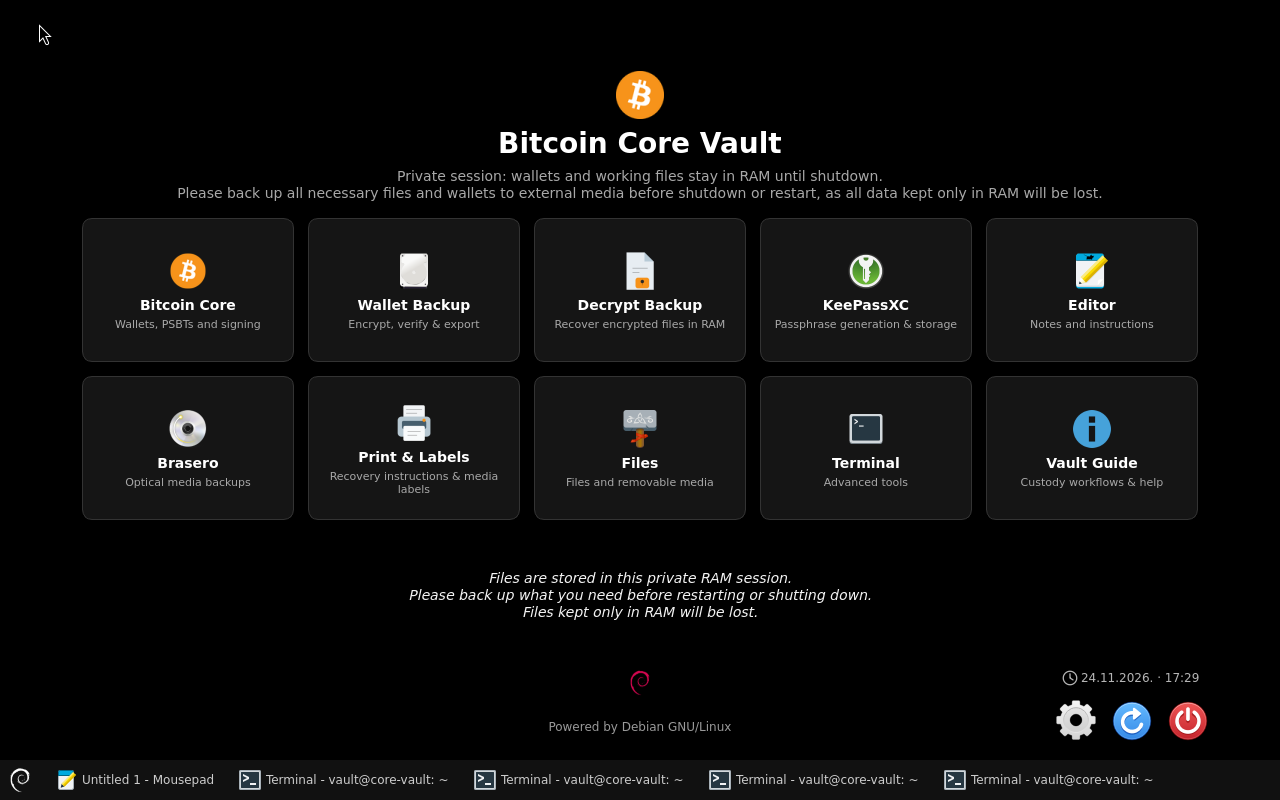 Bitcoin Core Vault
Private session: wallets and working files stay in RAM until shutdown.
Please back up all necessary files and wallets to external media before shutdown or restart, as all data kept only in RAM will be lost.
Bitcoin Core
Wallets, PSBTs and signing
Wallet Backup
Encrypt, verify & export
Decrypt Backup
Recover encrypted files in RAM
KeePassXC
Passphrase generation & storage
Editor
Notes and instructions
Brasero
Optical media backups
Print & Labels
Recovery instructions & media
labels
Files
Files and removable media
Terminal
Advanced tools
Vault Guide
Custody workflows & help
Files are stored in this private RAM session.
Please back up what you need before restarting or shutting down.
Files kept only in RAM will be lost.
24.11.2026. · 17:29
Powered by Debian GNU/Linux
Untitled 1 - Mousepad
Terminal - vault@core-vault: ~
Terminal - vault@core-vault: ~
Terminal - vault@core-vault: ~
Terminal - vault@core-vault: ~